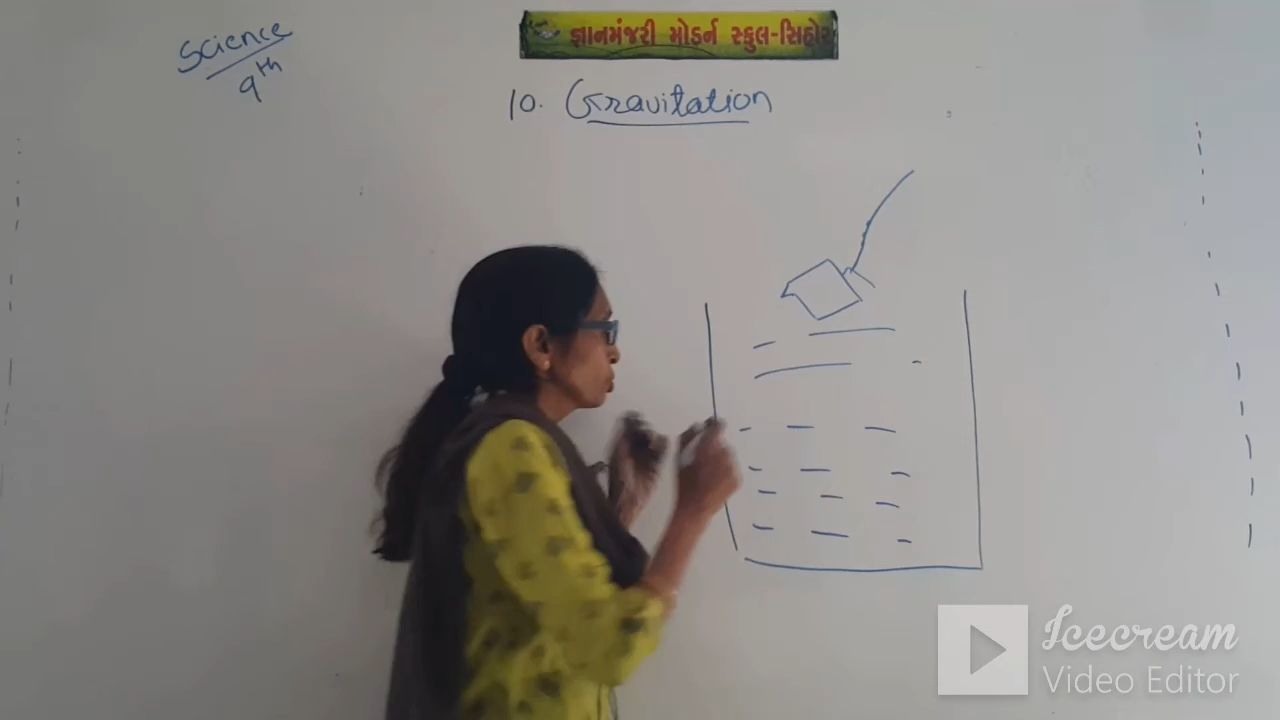 જ્ઞાનમંજરી મોડર્ન સ્કુલ-સિહોર
Science
9th
10. Gravitation
Icecream
Video Editor